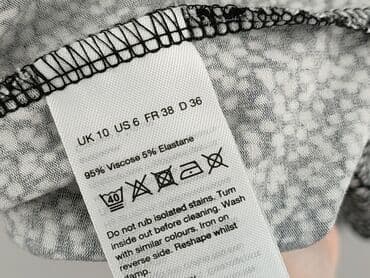 UK 10 US 6 FR 38 D 36
95% Viscose 5% Elastane
40
Do not rub isolated stains. Turn
inside out before cleaning. Wash
with similar colours. Iron on
reverse side. Reshape whilst
damp.